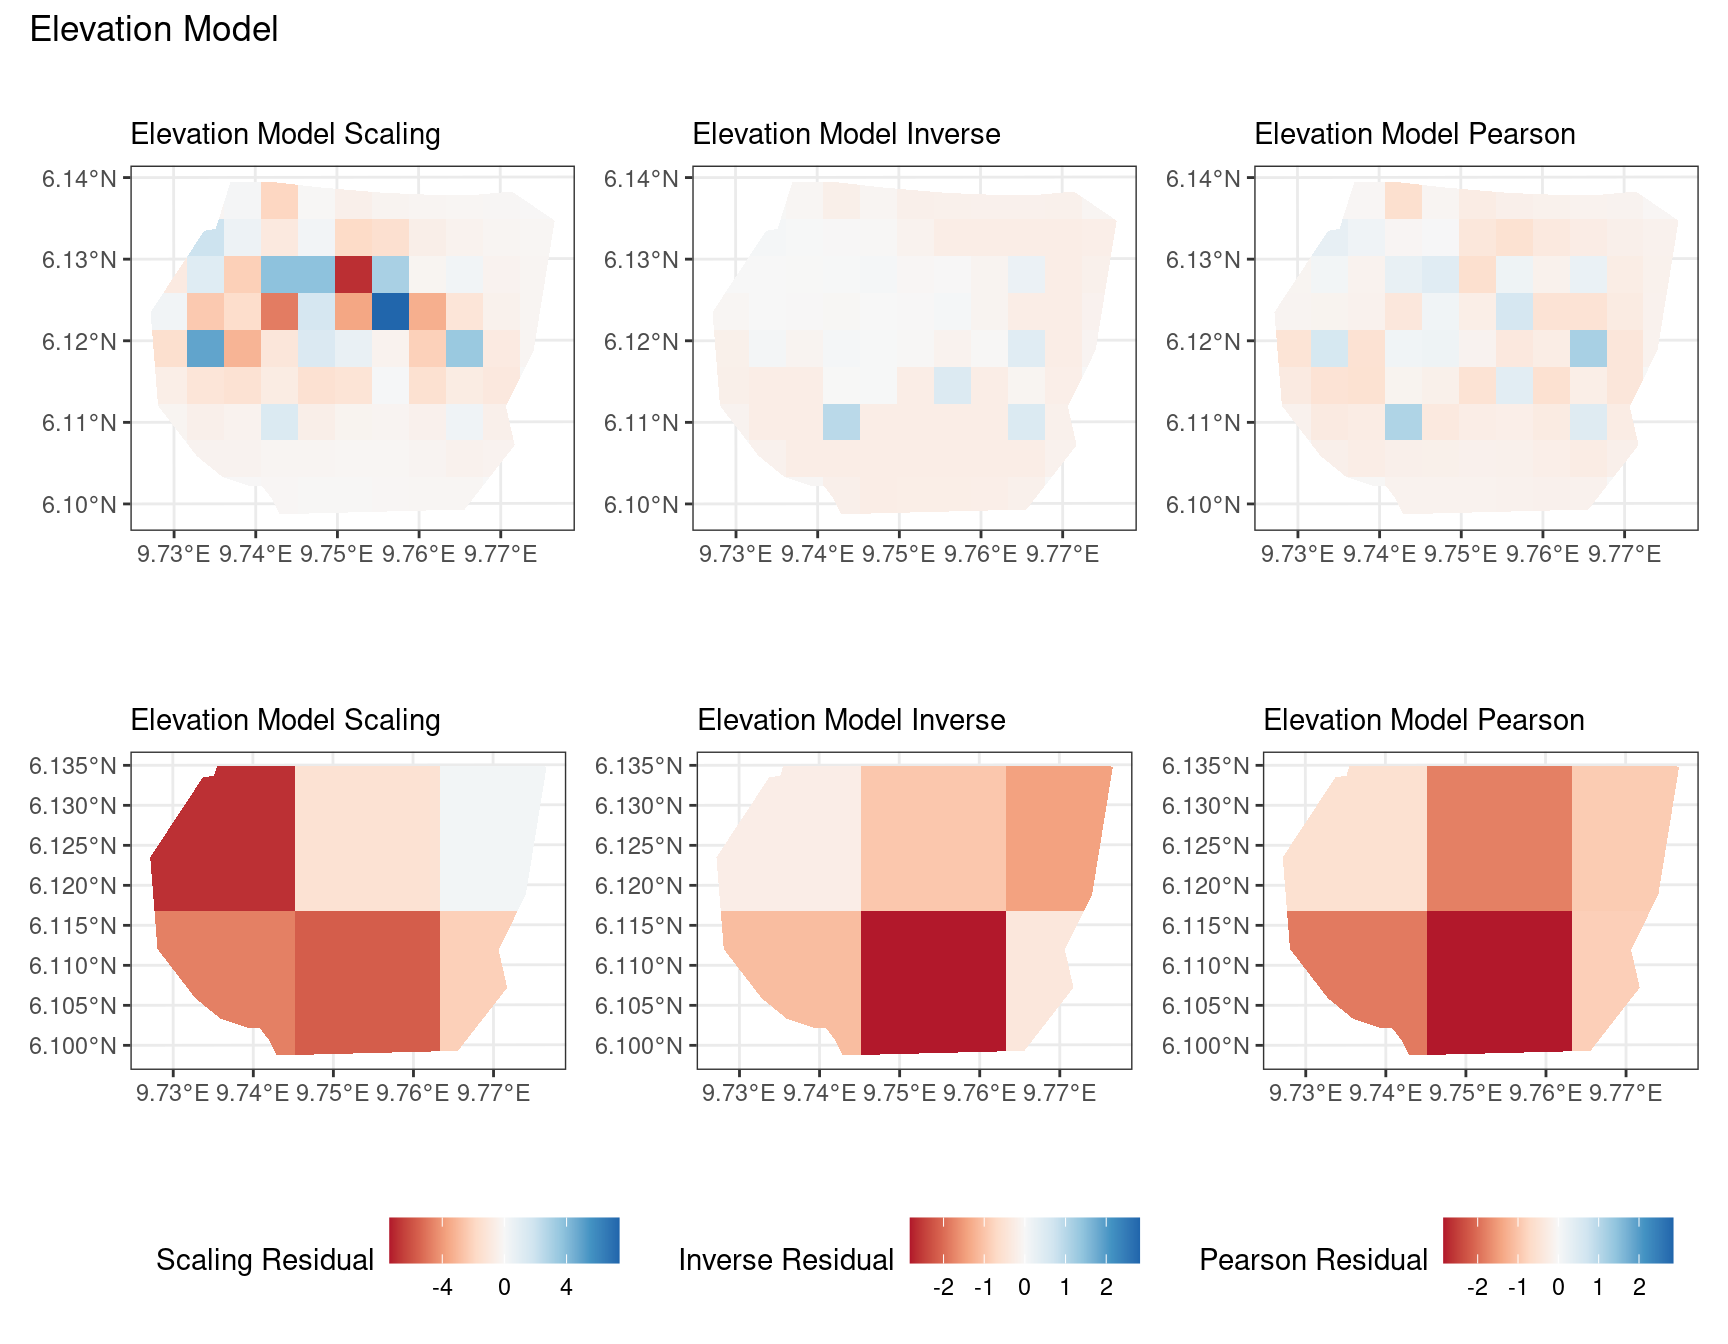 Elevation Model
Elevation Model Scaling
Elevation Model Inverse
Elevation Model Pearson
6.14°N
6.13°N
6.12°N
6.11°N
6.10°N
9.73°E 9.74°E 9.75°E 9.76°E 9.77°E
6.14°N
6.13°N
6.12°N
6.11°N
6.10°N
9.73°E 9.74°E 9.75°E 9.76°E 9.77°E
6.14°N
6.13°N
6.12°N
6.11°N
6.10°N
9.73°E 9.74°E 9.75°E 9.76°E 9.77°E
Elevation Model Scaling
Elevation Model Inverse
Elevation Model Pearson
6.135°N
6.130°N
6.125°N
6.120°N
6.115°N
6.110°N
6.105°N
6.100°N
9.73°E 9.74°E 9.75°E 9.76°E 9.77°E
6.135°N
6.130°N
6.125°N
6.120°N
6.115°N
6.110°N
6.105°N
6.100°N
9.73°E 9.74°E 9.75°E 9.76°E 9.77°E
6.135°N
6.130°N
6.125°N
6.120°N
6.115°N
6.110°N
6.105°N
6.100°N
9.73°E 9.74°E 9.75°E 9.76°E 9.77°E
Scaling Residual
-4 0 4
Inverse Residual
-2 -1 0 1 2
Pearson Residual
-2 -1 0 1 2